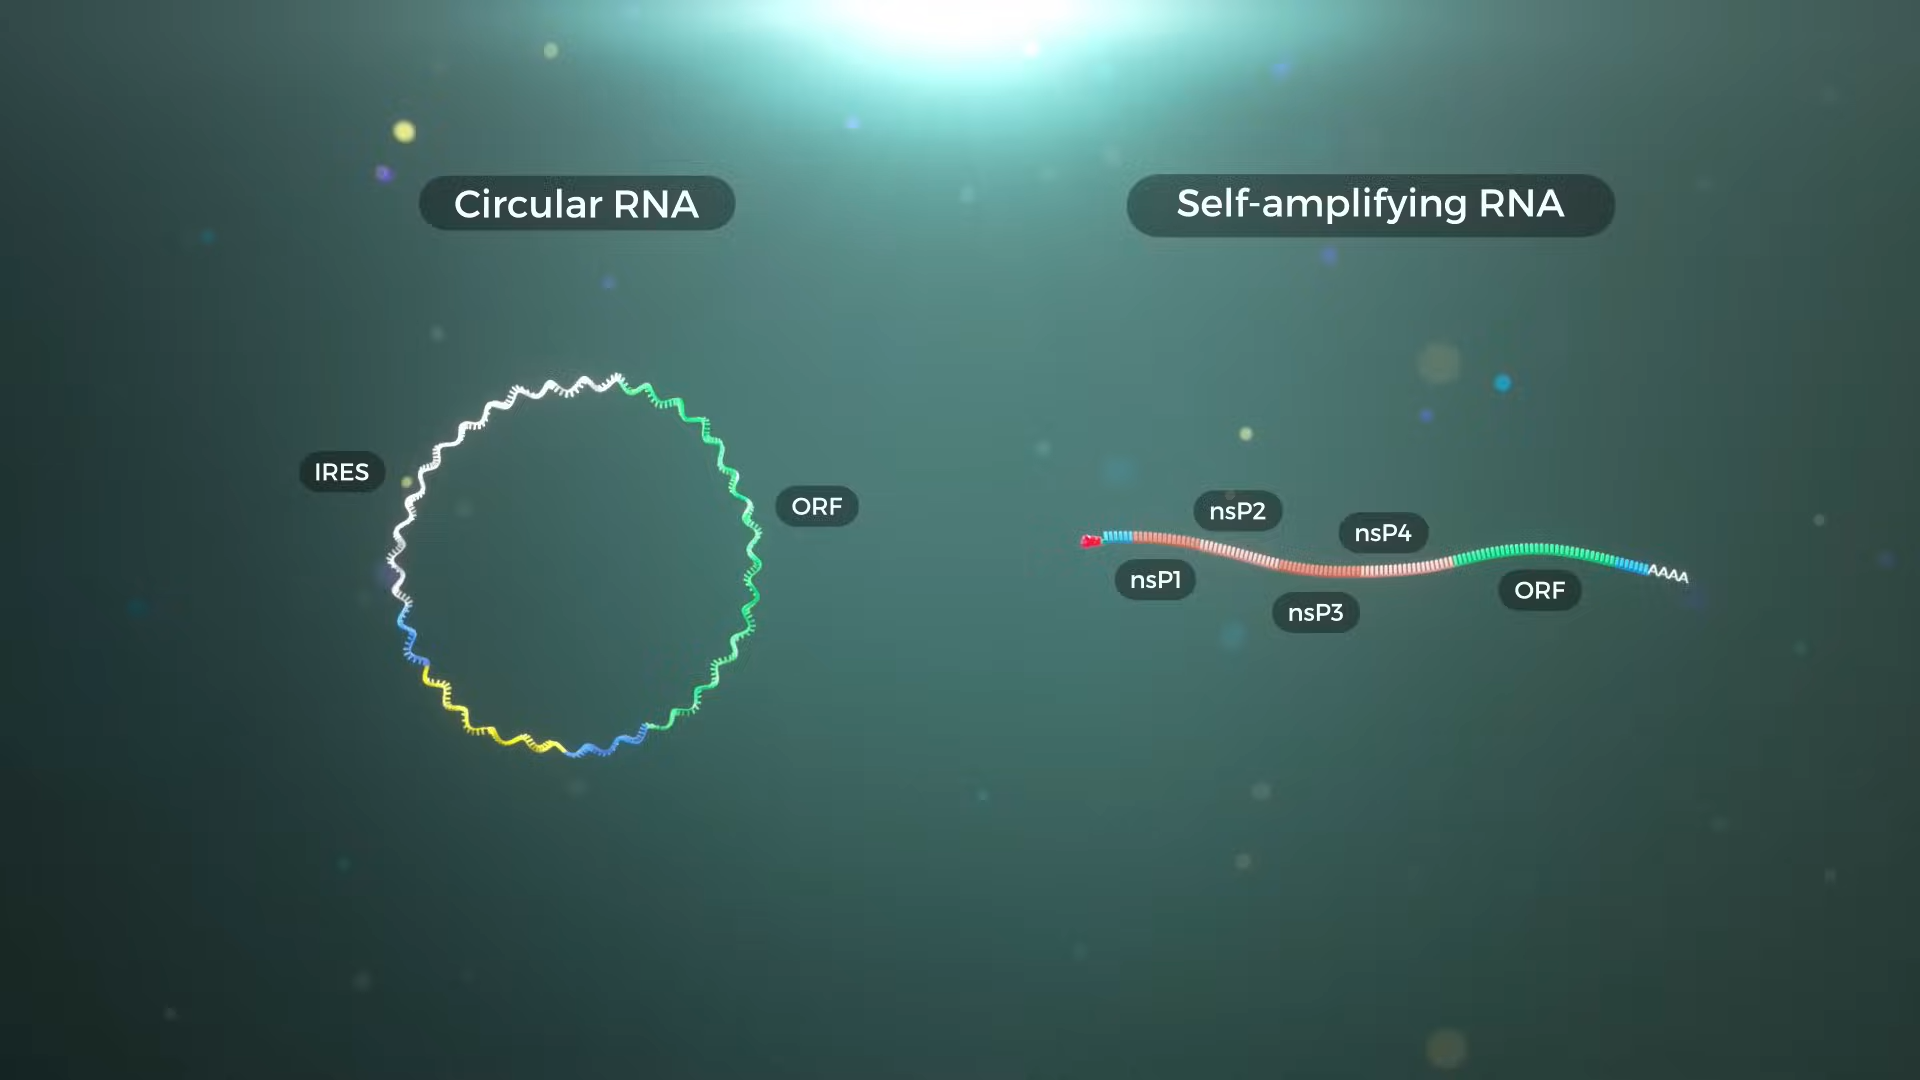 Circular RNA
IRES
ORF
Self-amplifying RNA
nsP1
nsP2
nsP3
nsP4
ORF
AAAA